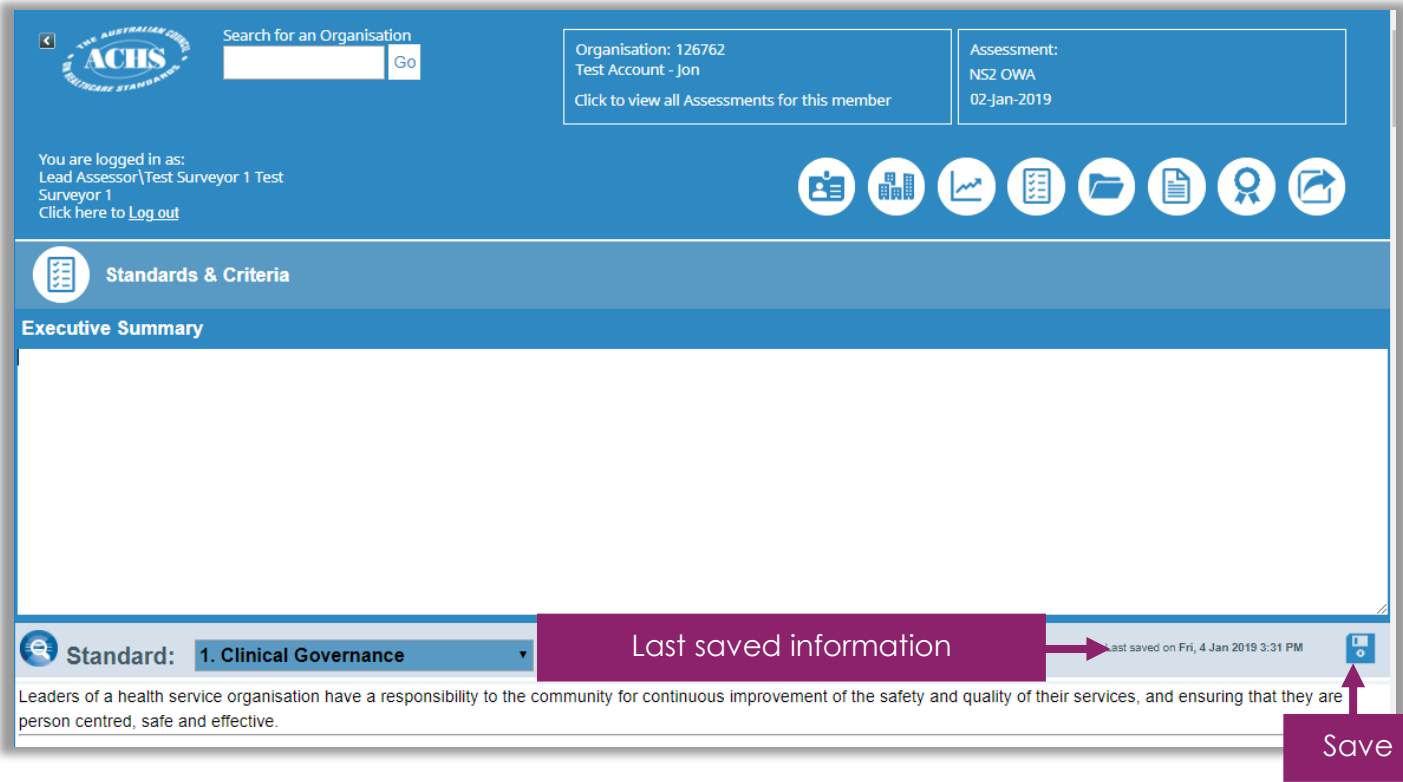 THE AUSTRALIAN COUNCIL
ACHS
ON HEALTHCARE STANDARDS
Search for an Organisation
Go
Organisation: 126762
Test Account - Jon
Click to view all Assessments for this member
Assessment:
NS2 OWA
02-Jan-2019
You are logged in as:
Lead Assessor\Test Surveyor 1 Test
Surveyor 1
Click here to Log out
Standards & Criteria
Executive Summary
Standard:
1. Clinical Governance
Last saved information
Last saved on Fri, 4 Jan 2019 3:31 PM
Leaders of a health service organisation have a responsibility to the community for continuous improvement of the safety and quality of their services, and ensuring that they are
person centred, safe and effective.
Save